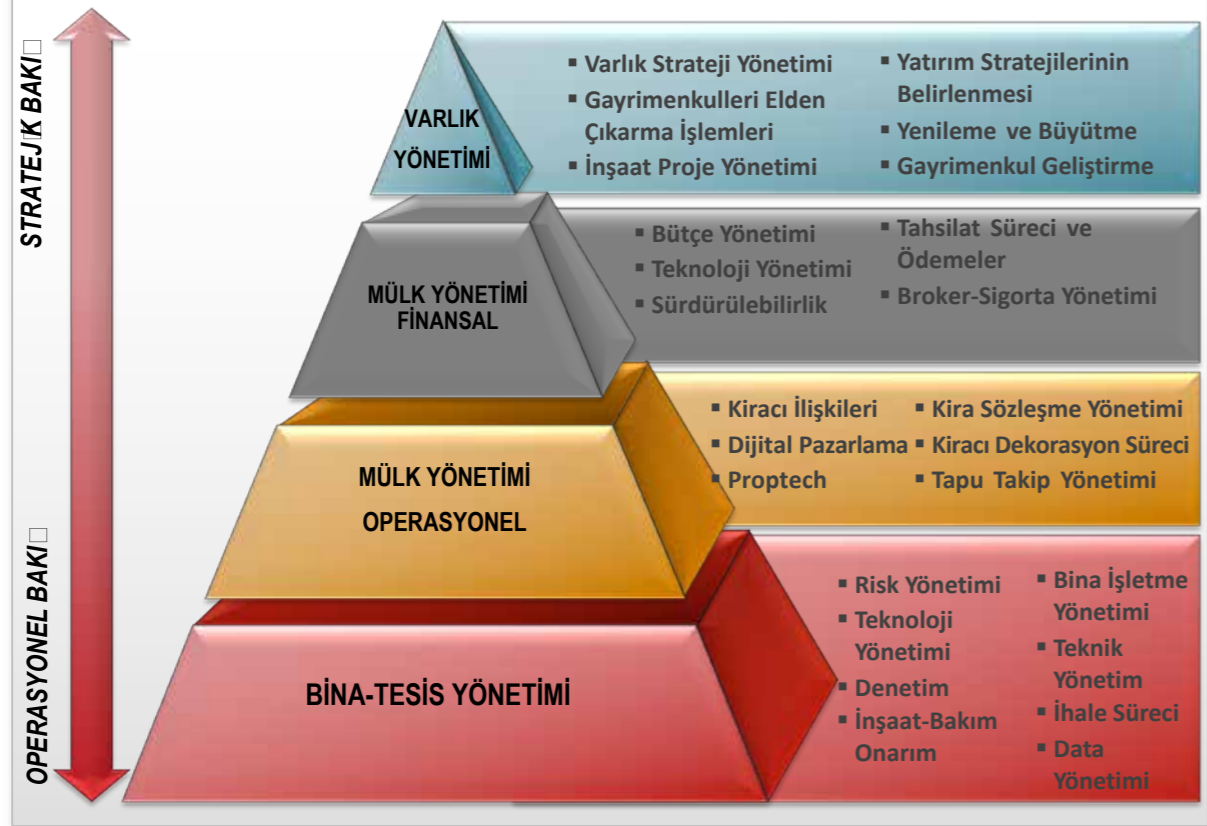 STRATEJİK BAKI□
OPERASYONEL BAKI□
VARLIK
YÖNETİMİ
▪ Varlık Strateji Yönetimi
▪ Gayrimenkulleri Elden
Çıkarma İşlemleri
▪ İnşaat Proje Yönetimi
▪ Yatırım Stratejilerinin
Belirlenmesi
▪ Yenileme ve Büyütme
▪ Gayrimenkul Geliştirme
MÜLK YÖNETİMİ
FİNANSAL
▪ Bütçe Yönetimi
▪ Teknoloji Yönetimi
▪ Sürdürülebilirlik
▪ Tahsilat Süreci ve
Ödemeler
▪ Broker-Sigorta Yönetimi
MÜLK YÖNETİMİ
OPERASYONEL
▪ Kiracı İlişkileri
▪ Dijital Pazarlama
▪ Proptech
▪ Kira Sözleşme Yönetimi
▪ Kiracı Dekorasyon Süreci
▪ Tapu Takip Yönetimi
BİNA-TESİS YÖNETİMİ
▪ Risk Yönetimi
▪ Teknoloji
Yönetimi
▪ Denetim
▪ İnşaat-Bakım
Onarım
▪ Bina İşletme
Yönetimi
▪ Teknik
Yönetim
▪ İhale Süreci
▪ Data
Yönetimi